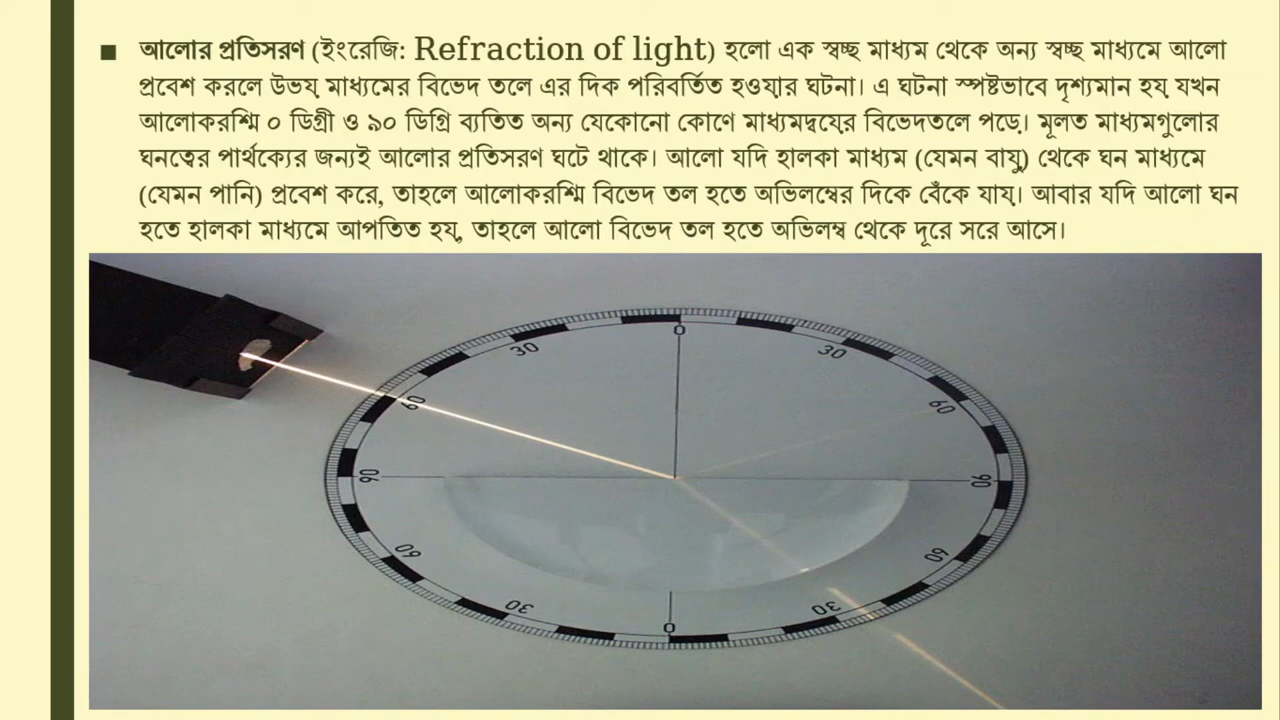 ▪ আলোর প্রতিসরণ (ইংরেজি: Refraction of light) হলো এক স্বচ্ছ মাধ্যম থেকে অন্য স্বচ্ছ মাধ্যমে আলো
প্রবেশ করলে উভয় মাধ্যমের বিভেদ তলে এর দিক পরিবর্তিত হওয়ার ঘটনা। এ ঘটনা স্পষ্টভাবে দৃশ্যমান হয় যখন
আলোকরশ্মি ০ ডিগ্রী ও ৯০ ডিগ্রি ব্যতিত অন্য যেকোনো কোণে মাধ্যমদ্বয়ের বিভেদতলে পড়ে। মূলত মাধ্যমগুলোর
ঘনত্বের পার্থক্যের জন্যই আলোর প্রতিসরণ ঘটে থাকে। আলো যদি হালকা মাধ্যম (যেমন বায়ু) থেকে ঘন মাধ্যমে
(যেমন পানি) প্রবেশ করে, তাহলে আলোকরশ্মি বিভেদ তল হতে অভিলম্বের দিকে বেঁকে যায়। আবার যদি আলো ঘন
হতে হালকা মাধ্যমে আপতিত হয়, তাহলে আলো বিভেদ তল হতে অভিলম্ব থেকে দূরে সরে আসে।
0
30 30
60 60
90 90
60 60
30 30
0